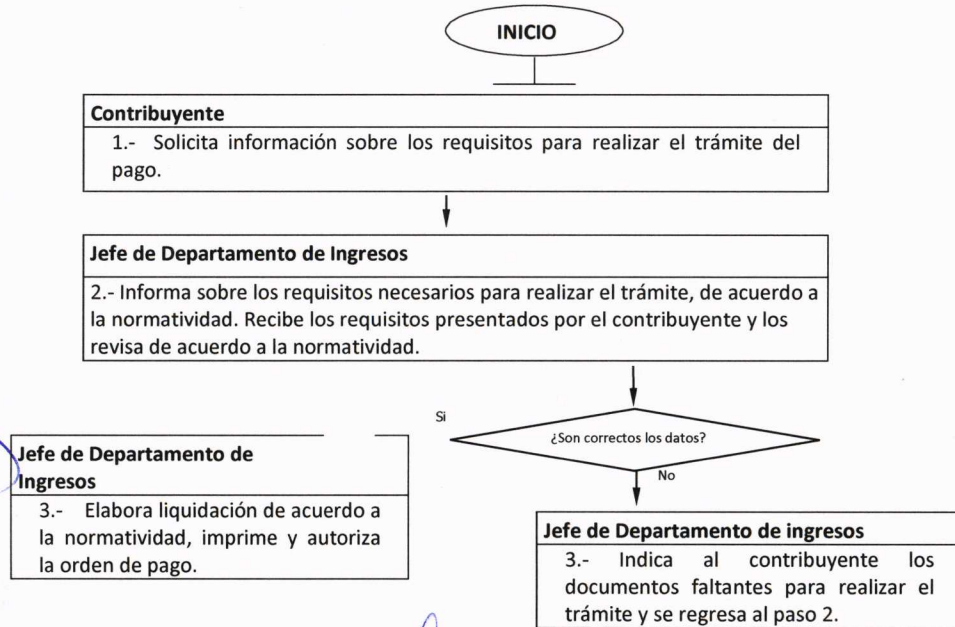 INICIO
Contribuyente
1.- Solicita información sobre los requisitos para realizar el trámite del
pago.
Jefe de Departamento de Ingresos
2.- Informa sobre los requisitos necesarios para realizar el trámite, de acuerdo a
la normatividad. Recibe los requisitos presentados por el contribuyente y los
revisa de acuerdo a la normatividad.
Si
¿Son correctos los datos?
No
Jefe de Departamento de
Ingresos
3.- Elabora liquidación de acuerdo a
la normatividad, imprime y autoriza
la orden de pago.
Jefe de Departamento de ingresos
3.- Indica al contribuyente los
documentos faltantes para realizar el
trámite y se regresa al paso 2.